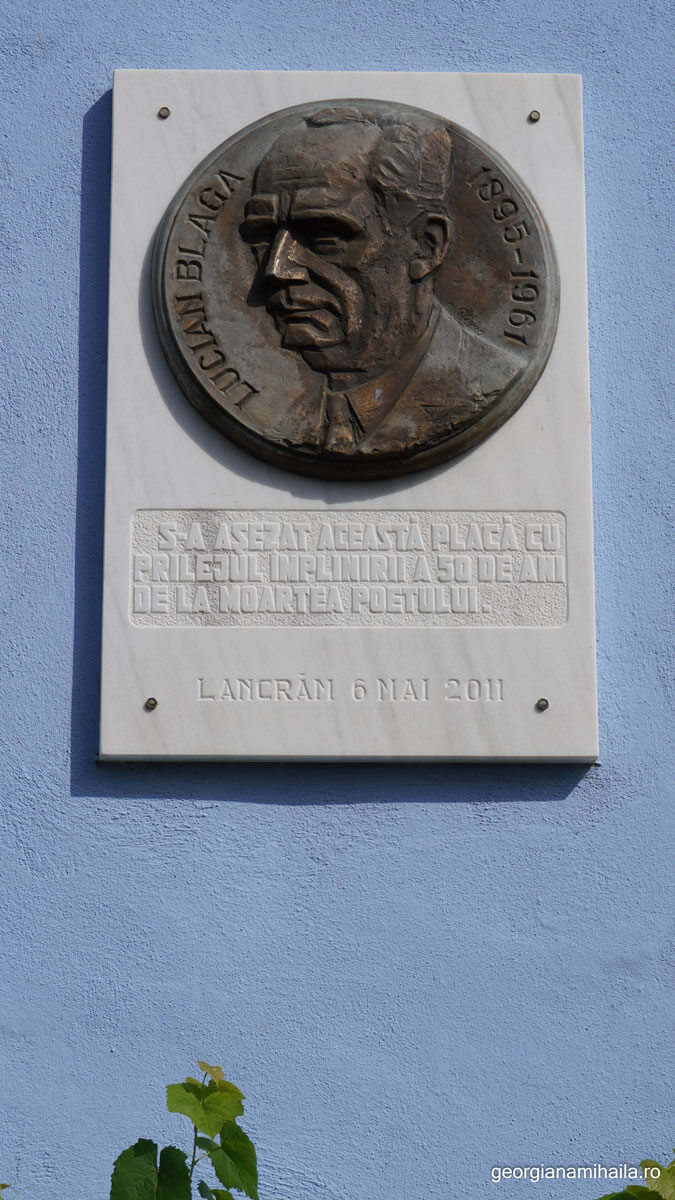 LUCIAN BLAGA
1895-1961
S-A AȘEZAT ACEASTĂ PLACĂ CU
PRILEJUL ÎMPLINIRII A 50 DE ANI
DE LA MOARTEA POETULUI.
LANCRĂM 6 MAI 2011
georgianamihaila.ro